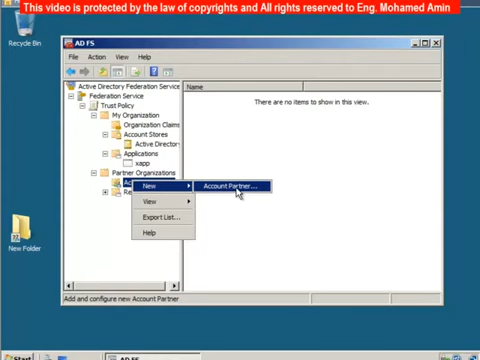 This video is protected by the law of copyrights and All rights reserved to Eng. Mohamed Amin
Recycle Bin
AD FS
File Action View Help
Active Directory Federation Servic
Federation Service
Trust Policy
My Organization
Organization Claims
Account Stores
Active Directory
Applications
xapp
Partner Organizations
Name
There are no items to show in this view.
New
Account Partner...
View
Export List...
Help
New Folder
Add and configure new Account Partner
Start
AD FS